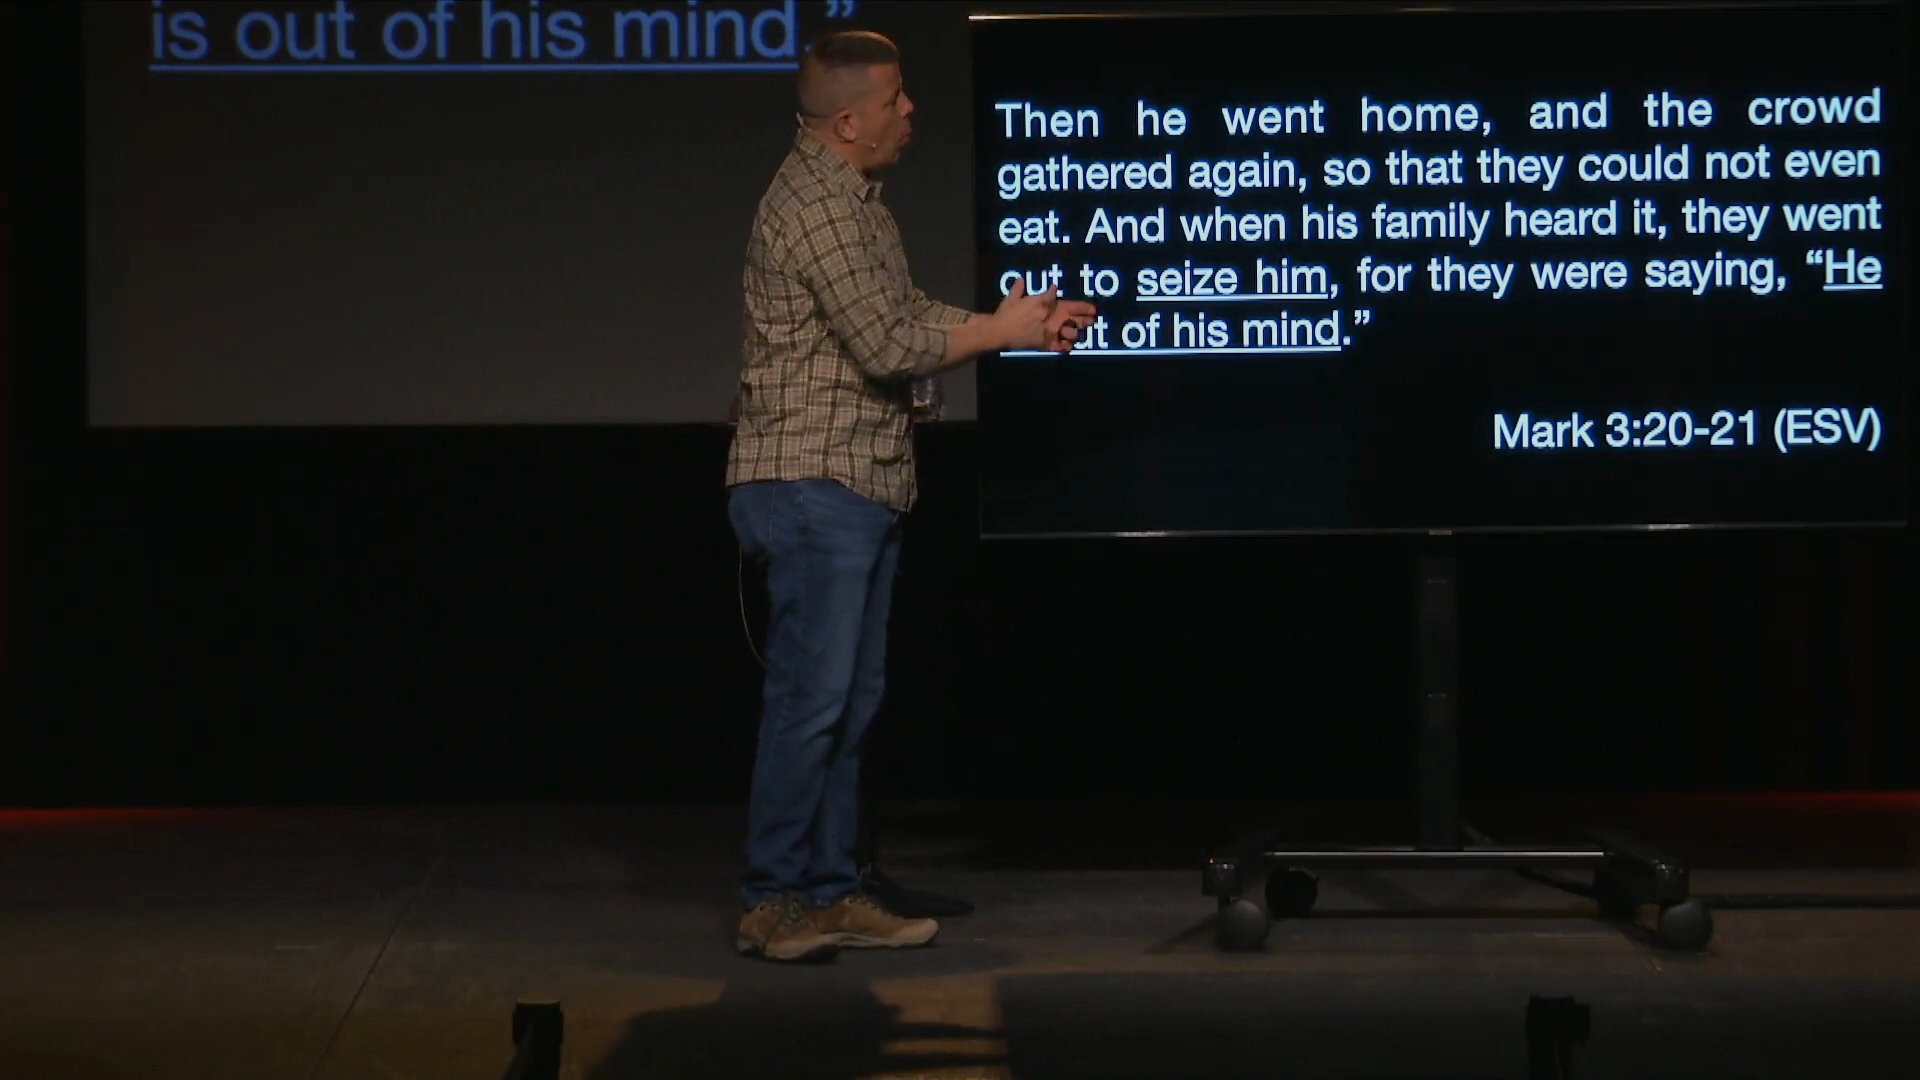 is out of his mind.”
Then he went home, and the crowd
gathered again, so that they could not even
eat. And when his family heard it, they went
out to seize him, for they were saying, “He
out of his mind.”
Mark 3:20-21 (ESV)